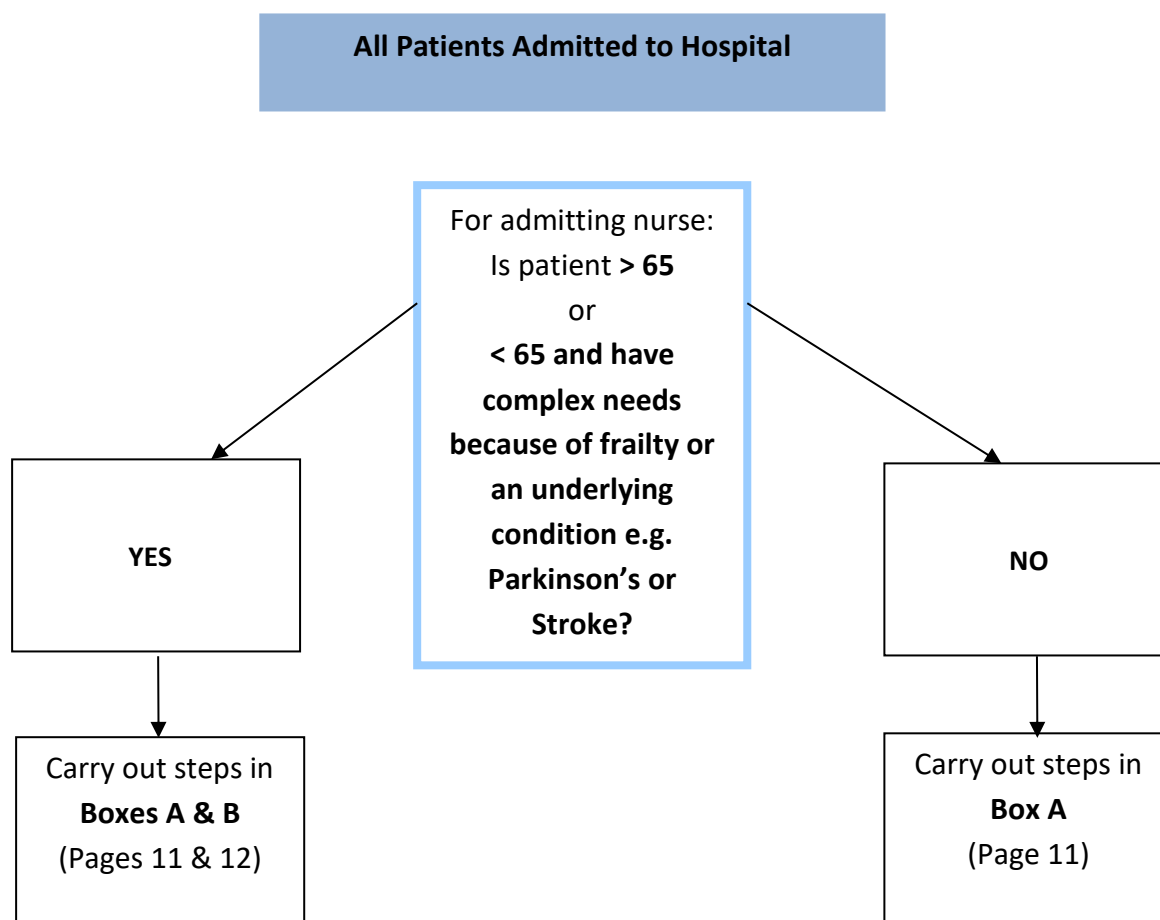 All Patients Admitted to Hospital
For admitting nurse:
Is patient > 65
or
< 65 and have
complex needs
because of frailty or
an underlying
condition e.g.
Parkinson’s or
Stroke?
YES
NO
Carry out steps in
Boxes A & B
(Pages 11 & 12)
Carry out steps in
Box A
(Page 11)